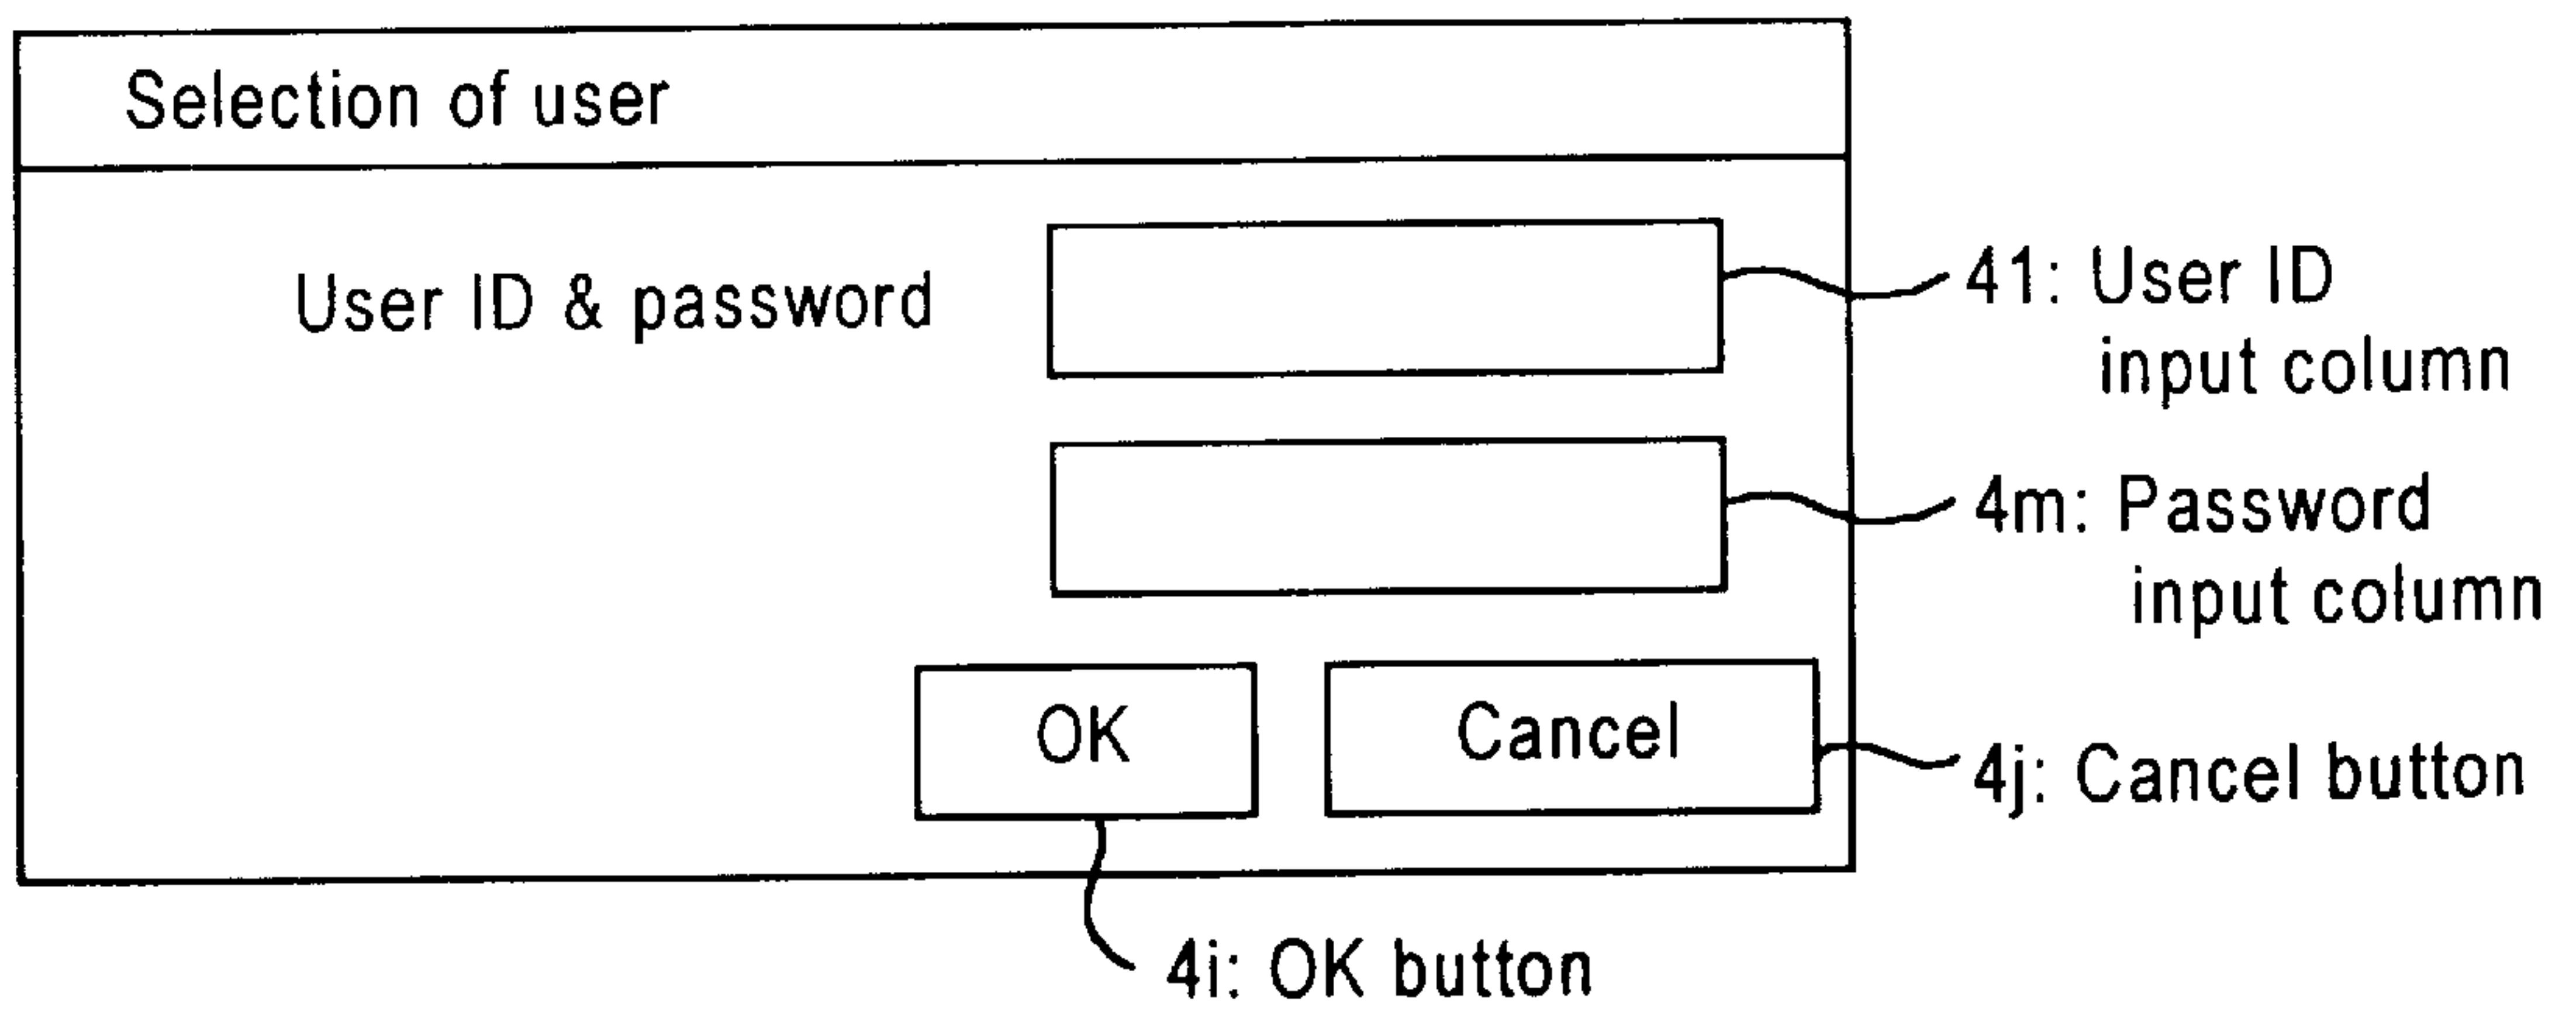 Selection of user
User ID & password
41: User ID
input column
4m: Password
input column
OK
Cancel
4j: Cancel button
4i: OK button